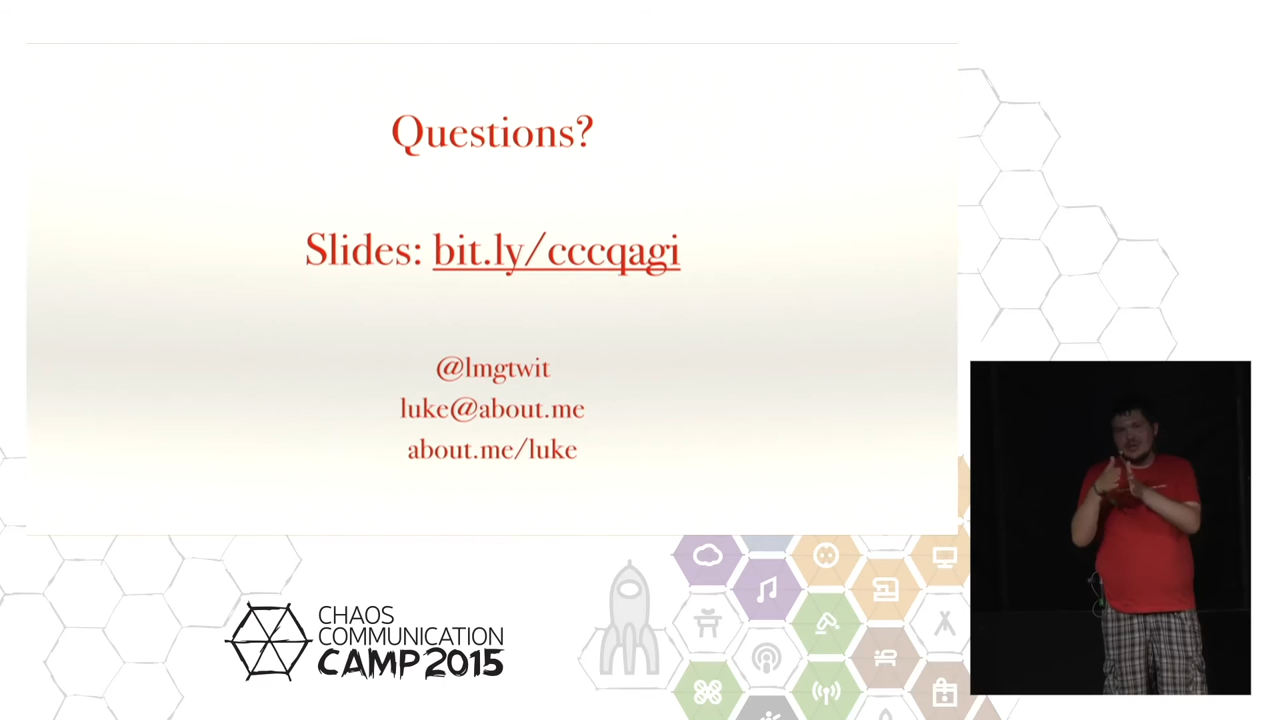 Questions?
Slides: bit.ly/cccqagi
@lmgtwit
luke@about.me
about.me/luke
CHAOS
COMMUNICATION
CAMP 2015